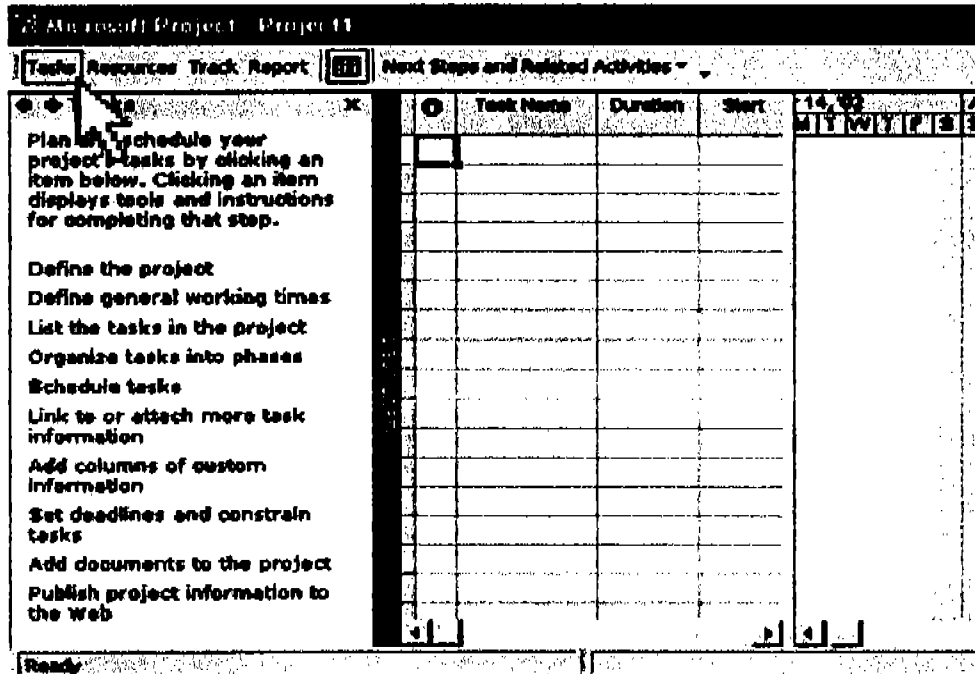 Microsoft Project - Project1
Tasks Resources Track Report Next Steps and Related Activities
Tasks
Plan and schedule your
project's tasks by clicking an
item below. Clicking an item
displays tools and instructions
for completing that step.
Define the project
Define general working times
List the tasks in the project
Organize tasks into phases
Schedule tasks
Link to or attach more task
information
Add columns of custom
information
Set deadlines and constrain
tasks
Add documents to the project
Publish project information to
the Web
Task Name Duration Start
14, '02
M T W T F S S
Ready